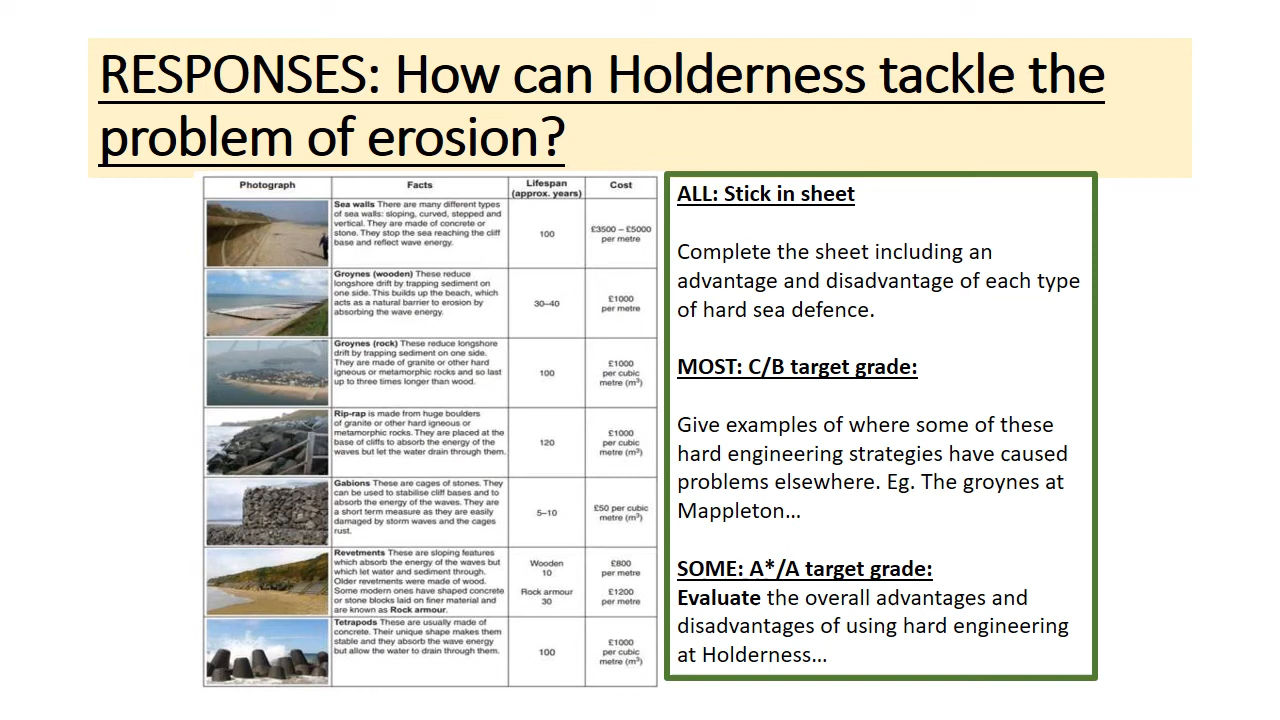 RESPONSES: How can Holderness tackle the
problem of erosion?
Photograph
Facts
Lifespan
(approx. years)
Cost
Sea walls There are many different types
of sea walls: sloping, curved, stepped and
vertical. They are made of concrete or
stone. They stop the sea reaching the cliff
base and reflect wave energy.
100
£3500 – £5000
per metre
Groynes (wooden) These reduce
longshore drift by trapping sediment on
one side. This builds up the beach, which
acts as a natural barrier to erosion by
absorbing the wave energy.
30–40
£1000
per metre
Groynes (rock) These reduce longshore
drift by trapping sediment on one side.
They are made of granite or other hard
igneous or metamorphic rocks and so last
up to three times longer than wood.
100
£1000
per cubic
metre (m³)
Rip-rap is made from huge boulders
of granite or other hard igneous or
metamorphic rocks. They are placed at the
base of cliffs to absorb the energy of the
waves but let the water drain through them.
120
£1000
per cubic
metre (m³)
Gabions These are cages of stones. They
can be used to stabilise cliff bases and to
absorb the energy of the waves. They are
a short term measure as they are easily
damaged by storm waves and the cages
rust.
5–10
£50 per cubic
metre (m³)
Revetments These are sloping features
which absorb the energy of the waves but
which let water and sediment through.
Older revetments were made of wood.
Some modern ones have shaped concrete
or stone blocks laid on finer material and
are known as Rock armour.
Wooden
10
Rock armour
30
£800
per metre
£1200
per metre
Tetrapods These are usually made of
concrete. Their unique shape makes them
stable and they absorb the wave energy
but allow the water to drain through them.
100
£1000
per cubic
metre (m³)
ALL: Stick in sheet
Complete the sheet including an
advantage and disadvantage of each type
of hard sea defence.
MOST: C/B target grade:
Give examples of where some of these
hard engineering strategies have caused
problems elsewhere. Eg. The groynes at
Mappleton…
SOME: A*/A target grade:
Evaluate the overall advantages and
disadvantages of using hard engineering
at Holderness…